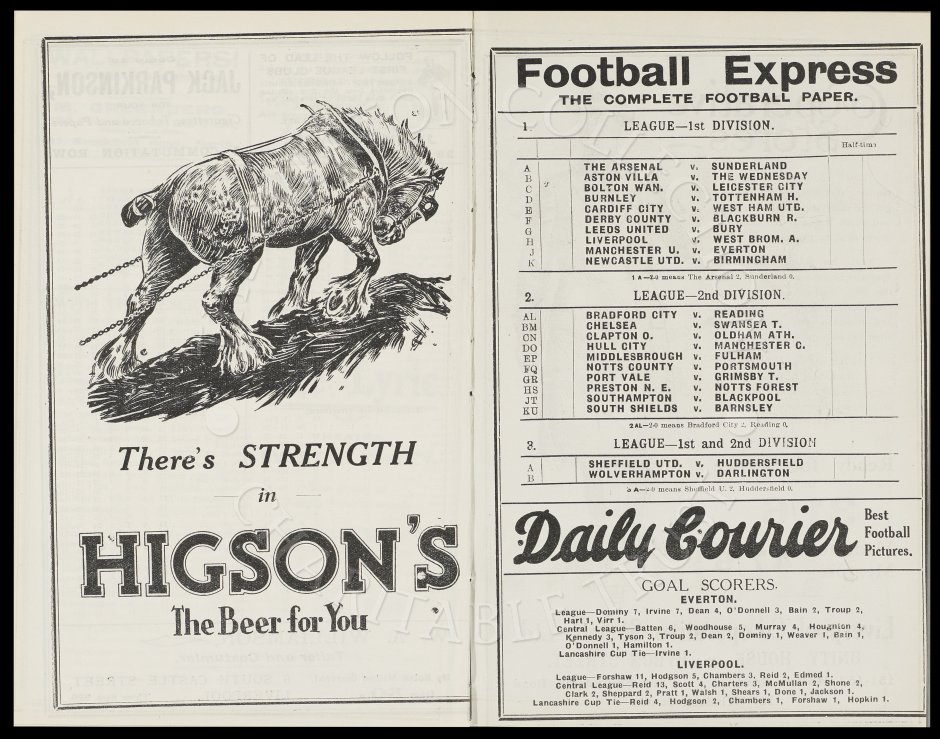 There's STRENGTH
in
HIGSON'S
The Beer for You
Football Express
THE COMPLETE FOOTBALL PAPER.
1 LEAGUE—1st DIVISION.
Half-time
A THE ARSENAL v. SUNDERLAND
B ASTON VILLA v. THE WEDNESDAY
C BOLTON WAN. v. LEICESTER CITY
D BURNLEY v. TOTTENHAM H.
E CARDIFF CITY v. WEST HAM UTD.
F DERBY COUNTY v. BLACKBURN R.
G LEEDS UNITED v. BURY
H LIVERPOOL v. WEST BROM. A.
J MANCHESTER U. v. EVERTON
K NEWCASTLE UTD. v. BIRMINGHAM
1 A—2-0 means The Arsenal 2, Sunderland 0.
2. LEAGUE—2nd DIVISION.
AL BRADFORD CITY v. READING
BM CHELSEA v. SWANSEA T.
CN CLAPTON O. v. OLDHAM ATH.
DO HULL CITY v. MANCHESTER C.
EP MIDDLESBROUGH v. FULHAM
FQ NOTTS COUNTY v. PORTSMOUTH
GR PORT VALE v. GRIMSBY T.
HS PRESTON N. E. v. NOTTS FOREST
JT SOUTHAMPTON v. BLACKPOOL
KU SOUTH SHIELDS v. BARNSLEY
2 AL—2-0 means Bradford City 2, Reading 0.
3. LEAGUE—1st and 2nd DIVISION
A SHEFFIELD UTD. v. HUDDERSFIELD
B WOLVERHAMPTON v. DARLINGTON
3 A—2-0 means Sheffield U. 2, Huddersfield 0.
Daily Courier
Best
Football
Pictures.
GOAL SCORERS.
EVERTON.
League—Dominy 7, Irvine 7, Dean 4, O'Donnell 3, Bain 2, Troup 2,
Hart 1, Virr 1.
Central League—Batten 6, Woodhouse 5, Murray 4, Houghton 4,
Kennedy 3, Tyson 3, Troup 2, Dean 2, Dominy 1, Weaver 1, Bain 1,
O'Donnell 1, Hamilton 1.
Lancashire Cup Tie—Irvine 1.
LIVERPOOL.
League—Forshaw 11, Hodgson 5, Chambers 3, Reid 2, Edmed 1.
Central League—Reid 13, Scott 4, Charters 3, McMullan 2, Shone 2,
Clark 2, Sheppard 2, Pratt 1, Walsh 1, Shears 1, Done 1, Jackson 1.
Lancashire Cup Tie—Reid 4, Hodgson 2, Chambers 1, Forshaw 1, Hopkin 1.